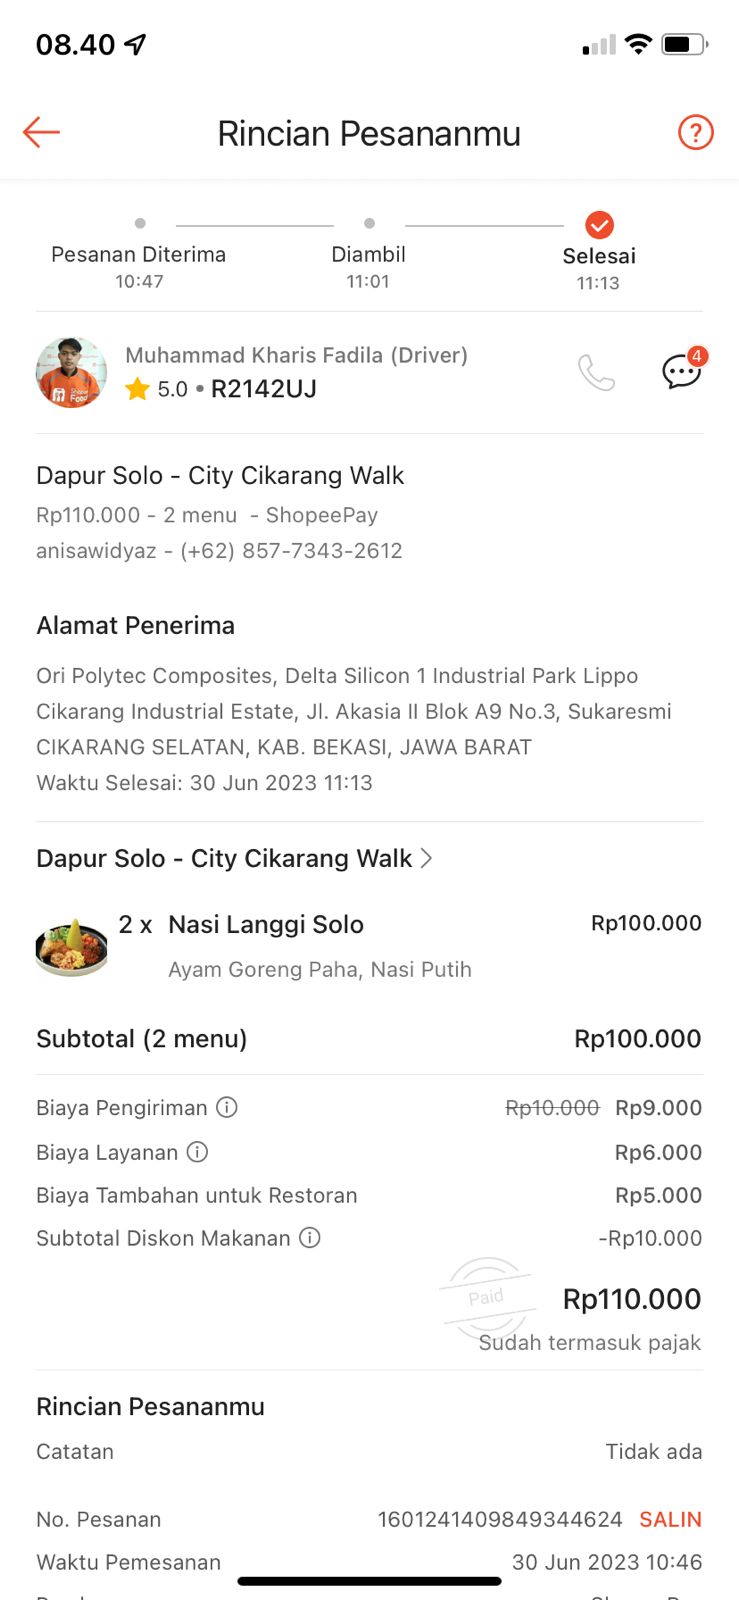 08.40
Rincian Pesananmu
Pesanan Diterima
10:47
Diambil
11:01
Selesai
11:13
Muhammad Kharis Fadila (Driver)
5.0 • R2142UJ
4
Dapur Solo - City Cikarang Walk
Rp110.000 - 2 menu - ShopeePay
anisawidyaz - (+62) 857-7343-2612
Alamat Penerima
Ori Polytec Composites, Delta Silicon 1 Industrial Park Lippo
Cikarang Industrial Estate, Jl. Akasia II Blok A9 No.3, Sukaresmi
CIKARANG SELATAN, KAB. BEKASI, JAWA BARAT
Waktu Selesai: 30 Jun 2023 11:13
Dapur Solo - City Cikarang Walk
2 x Nasi Langgi Solo Rp100.000
Ayam Goreng Paha, Nasi Putih
Subtotal (2 menu) Rp100.000
Biaya Pengiriman Rp10.000 Rp9.000
Biaya Layanan Rp6.000
Biaya Tambahan untuk Restoran Rp5.000
Subtotal Diskon Makanan -Rp10.000
Paid Rp110.000
Sudah termasuk pajak
Rincian Pesananmu
Catatan Tidak ada
No. Pesanan 1601241409849344624 SALIN
Waktu Pemesanan 30 Jun 2023 10:46